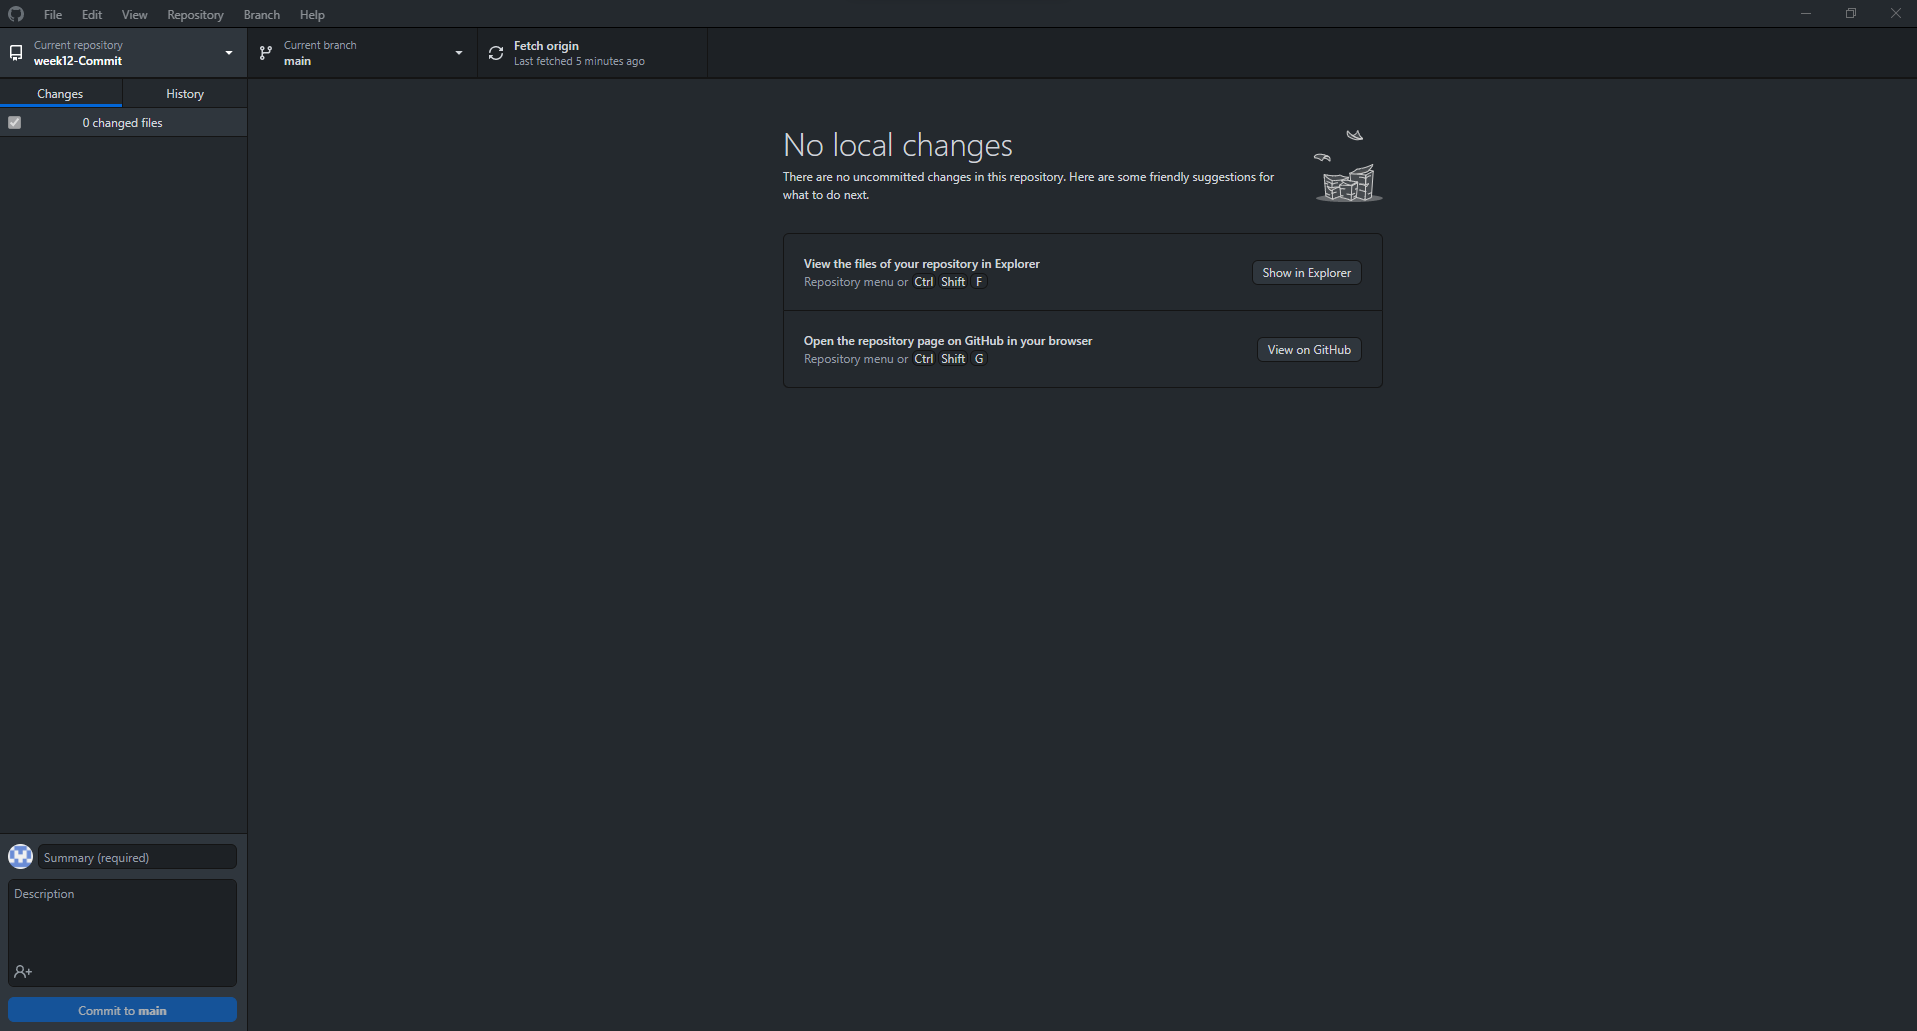 File Edit View Repository Branch Help
Current repository
week12-Commit
Current branch
main
Fetch origin
Last fetched 5 minutes ago
Changes
History
0 changed files
No local changes
There are no uncommitted changes in this repository. Here are some friendly suggestions for
what to do next.
View the files of your repository in Explorer
Repository menu or Ctrl Shift F
Show in Explorer
Open the repository page on GitHub in your browser
Repository menu or Ctrl Shift G
View on GitHub
Summary (required)
Description
Commit to main